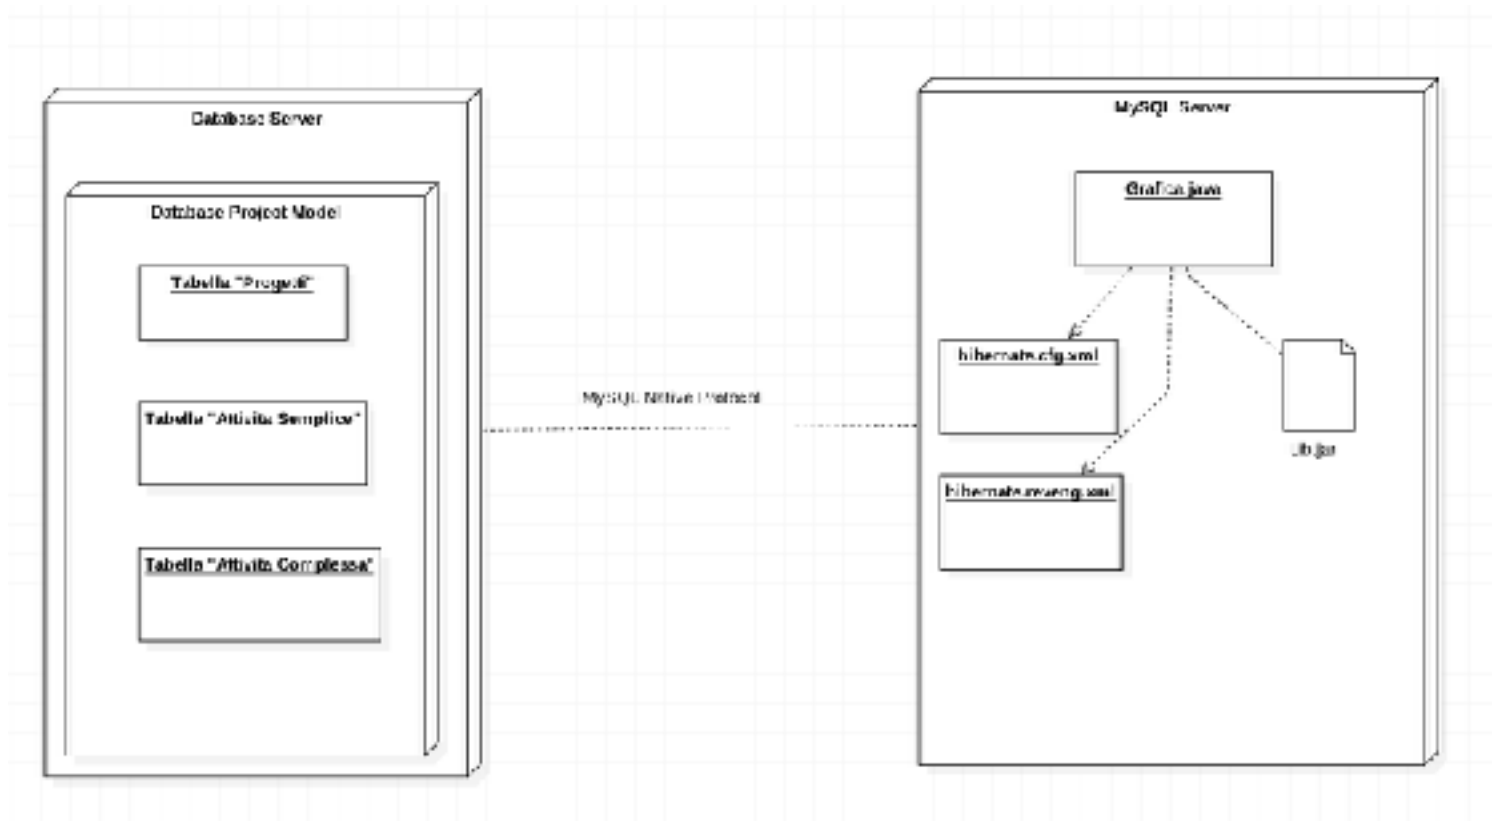 Database Server
Database Project Model
Tabella "Progetti"
Tabella "Attivita Semplice"
Tabella "Attivita Complessa"
MySQL Native Protocol
MySQL Server
Grafica.java
hibernate.cfg.xml
hibernate.reveng.xml
Lib.jar